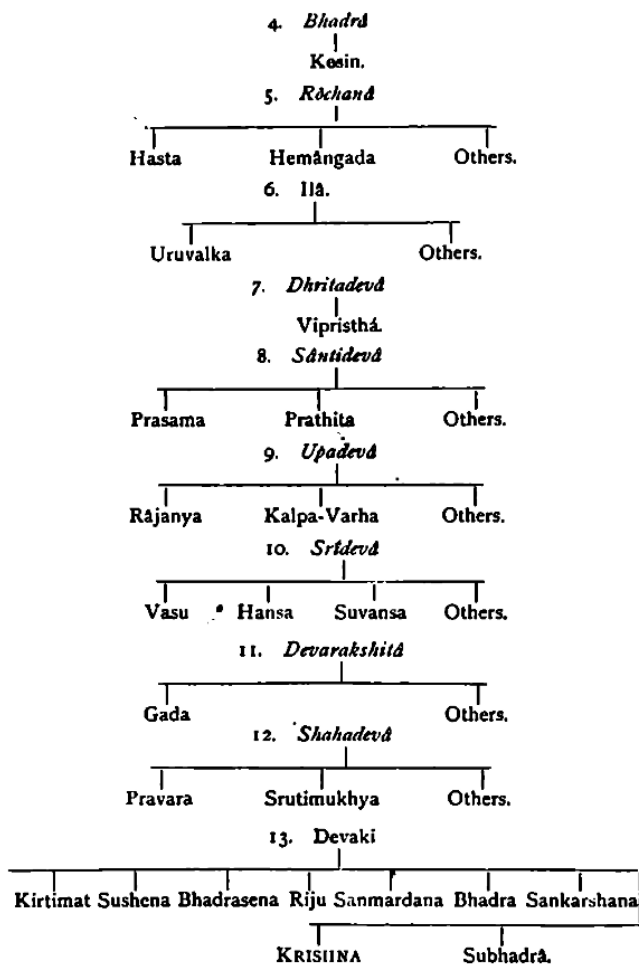 4. Bhadrâ
Kesin.
5. Rôchanâ
Hasta Hemângada Others.
6. Ilâ.
Uruvalka Others.
7. Dhritadevâ
Vipristhá.
8. Sântidevâ
Prasama Prathita Others.
9. Upadevâ
Râjanya Kalpa-Varha Others.
10. Srîdevâ
Vasu Hansa Suvansa Others.
11. Devarakshitâ
Gada Others.
12. Shahadevâ
Pravara Srutimukhya Others.
13. Devaki
Kirtimat Sushena Bhadrasena Riju Sanmardana Bhadra Sankarshana
KRISIINA Subhadrâ.